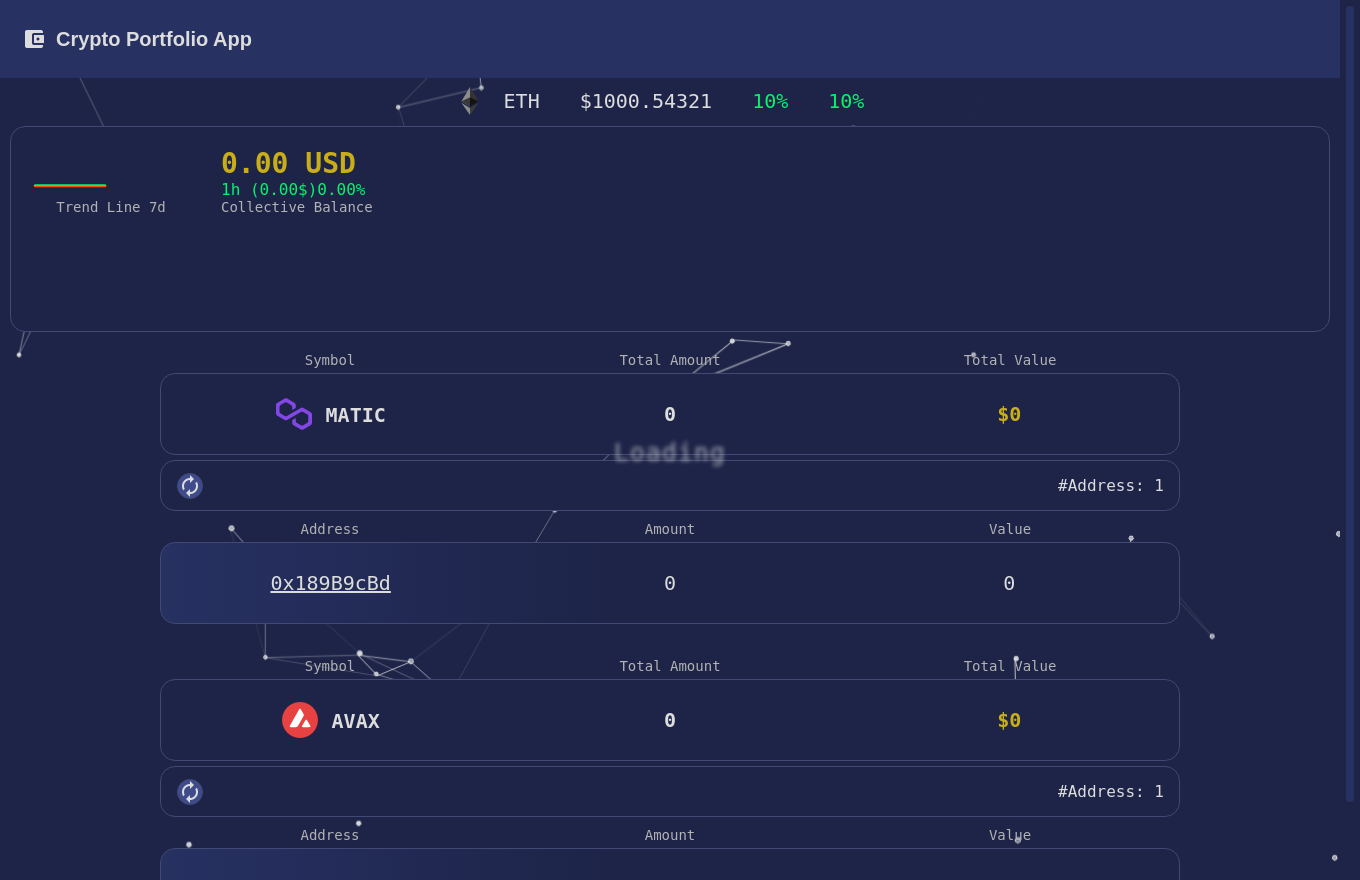 Crypto Portfolio App
ETH $1000.54321 10% 10%
0.00 USD
1h (0.00$)0.00%
Trend Line 7d Collective Balance
Symbol Total Amount Total Value
MATIC 0 $0
Loading
#Address: 1
Address Amount Value
0x189B9cBd 0 0
Symbol Total Amount Total Value
AVAX 0 $0
#Address: 1
Address Amount Value